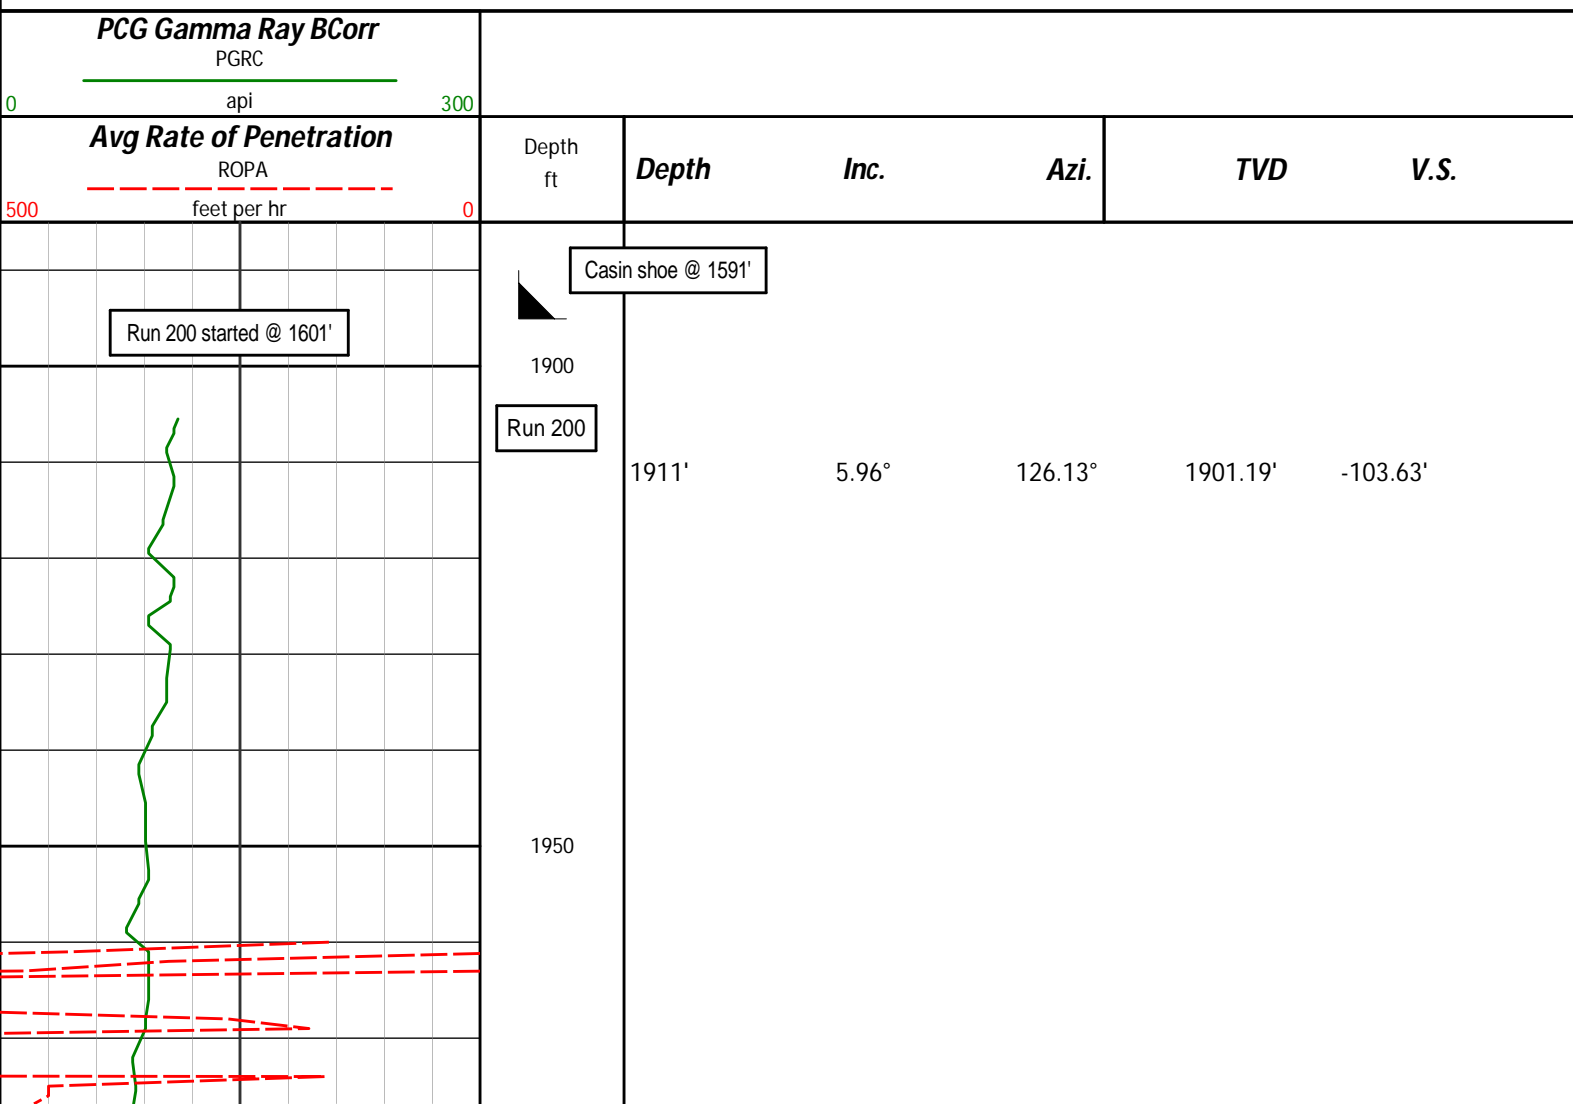 PCG Gamma Ray BCorr
PGRC
0 api 300
Avg Rate of Penetration
ROPA
500 feet per hr 0
Depth
ft
Depth Inc. Azi. TVD V.S.
Casin shoe @ 1591'
Run 200 started @ 1601'
1900
Run 200
1911' 5.96° 126.13° 1901.19' -103.63'
1950